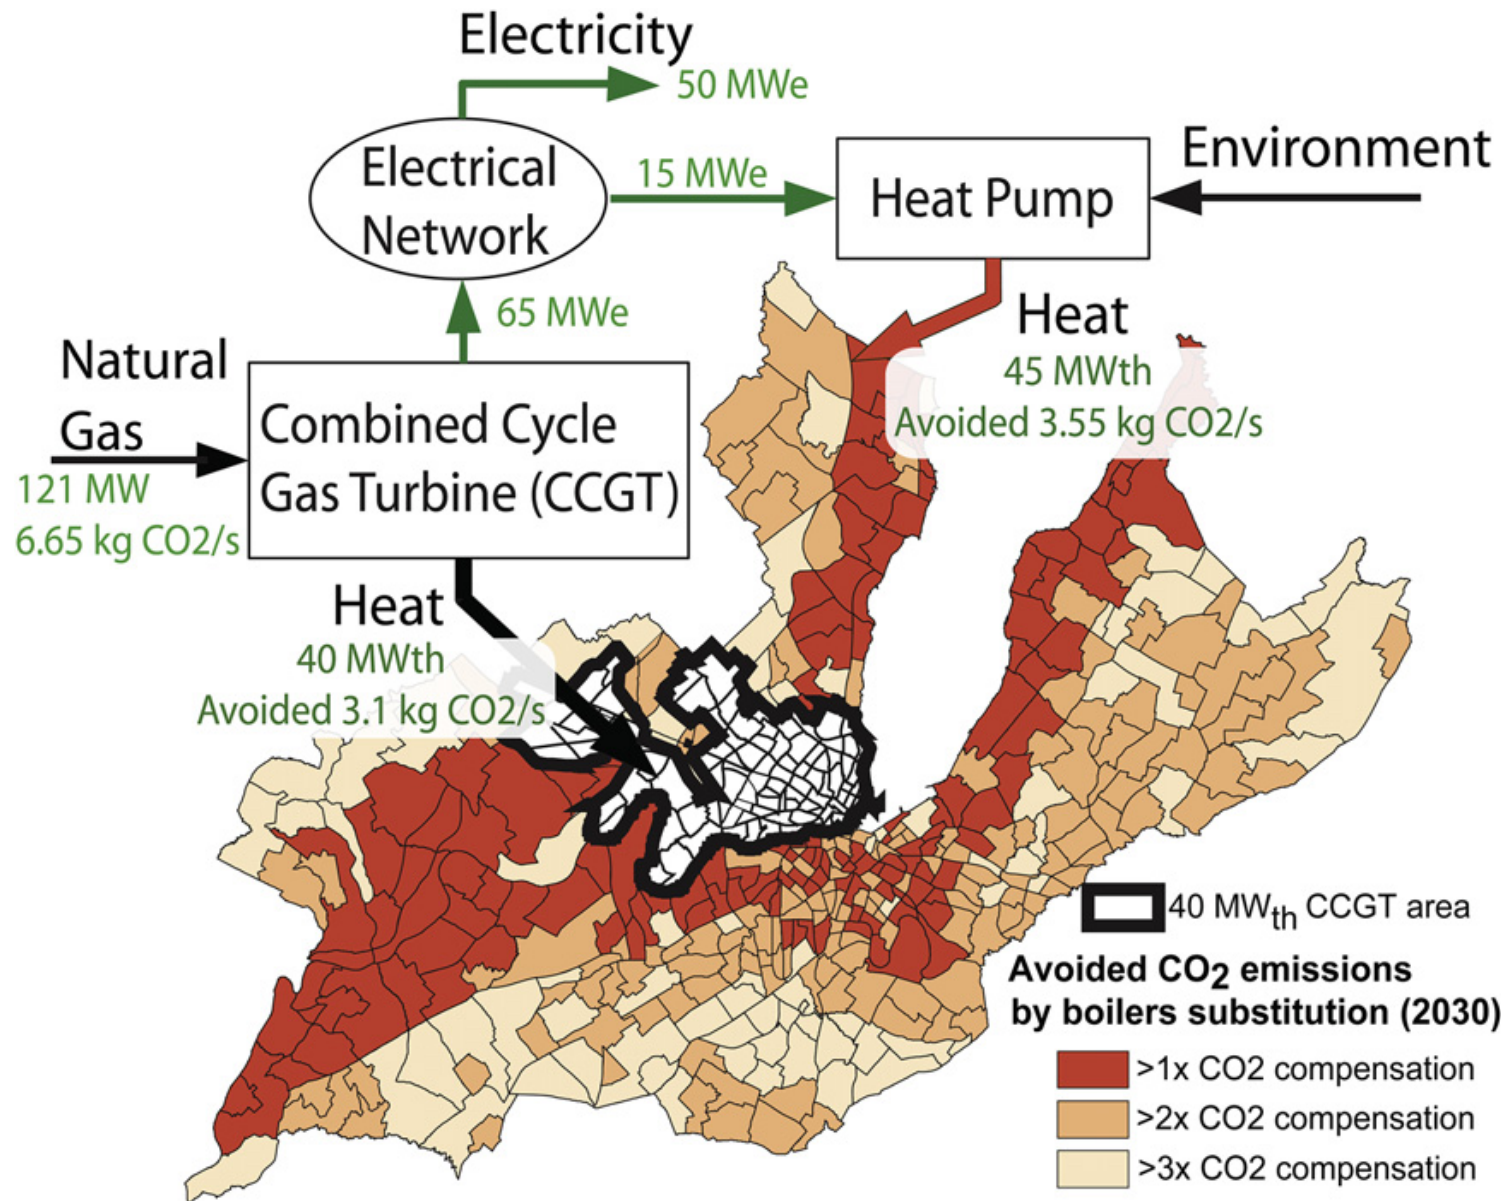 Electricity
50 MWe
Electrical
Network
15 MWe
Heat Pump
Environment
65 MWe
Natural
Gas
121 MW
6.65 kg CO2/s
Combined Cycle
Gas Turbine (CCGT)
Heat
45 MWth
Avoided 3.55 kg CO2/s
Heat
40 MWth
Avoided 3.1 kg CO2/s
40 MWth CCGT area
Avoided CO2 emissions
by boilers substitution (2030)
>1x CO2 compensation
>2x CO2 compensation
>3x CO2 compensation